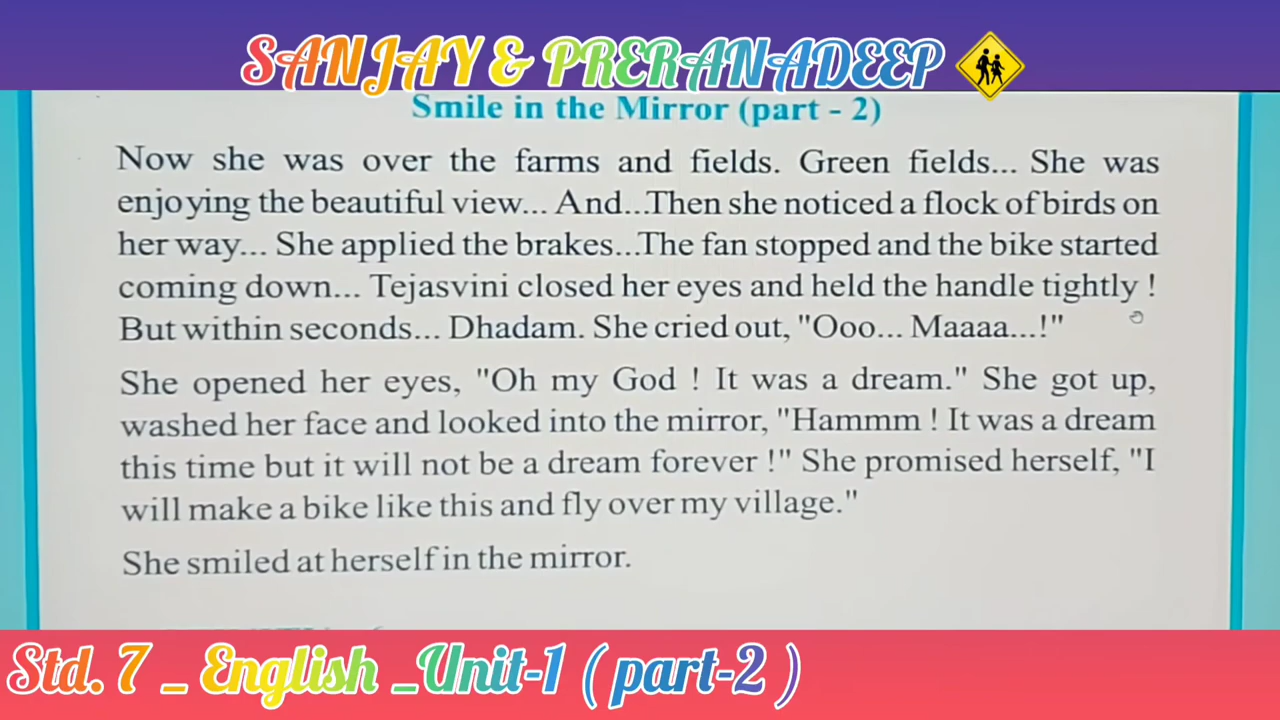 SANJAY & PRERANADEEP
Smile in the Mirror (part - 2)
Now she was over the farms and fields. Green fields... She was
enjoying the beautiful view... And...Then she noticed a flock of birds on
her way... She applied the brakes...The fan stopped and the bike started
coming down... Tejasvini closed her eyes and held the handle tightly !
But within seconds... Dhadam. She cried out, "Ooo... Maaaa...!"
She opened her eyes, "Oh my God ! It was a dream." She got up,
washed her face and looked into the mirror, "Hammm ! It was a dream
this time but it will not be a dream forever !" She promised herself, "I
will make a bike like this and fly over my village."
She smiled at herself in the mirror.
Std. 7 _ English _Unit-1 ( part-2 )